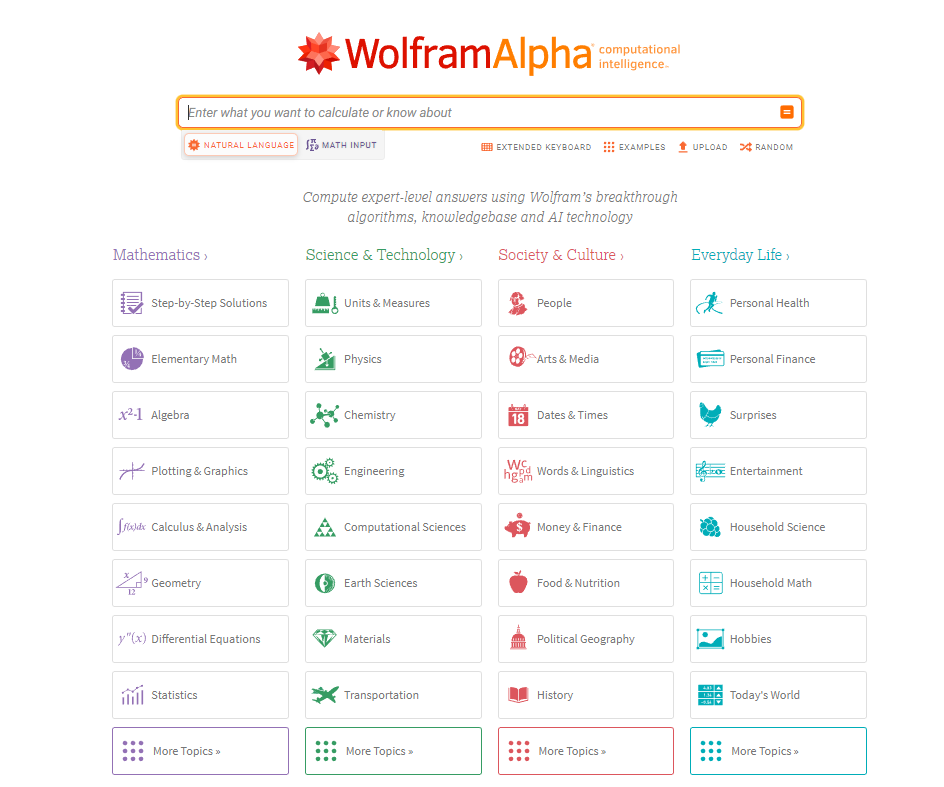 WolframAlpha computational
intelligence™
Enter what you want to calculate or know about
NATURAL LANGUAGE MATH INPUT EXTENDED KEYBOARD EXAMPLES UPLOAD RANDOM
Compute expert-level answers using Wolfram's breakthrough
algorithms, knowledgebase and AI technology
Mathematics ›
Step-by-Step Solutions
Elementary Math
x²-1 Algebra
Plotting & Graphics
∫f(x)dx Calculus & Analysis
x 9 12 Geometry
y″(x) Differential Equations
Statistics
More Topics »
Science & Technology ›
Units & Measures
Physics
Chemistry
Engineering
Computational Sciences
Earth Sciences
Materials
Transportation
More Topics »
Society & Culture ›
People
Arts & Media
18 Dates & Times
Words & Linguistics
$ Money & Finance
Food & Nutrition
Political Geography
History
More Topics »
Everyday Life ›
Personal Health
Personal Finance
Surprises
Entertainment
Household Science
Household Math
Hobbies
Today's World
More Topics »